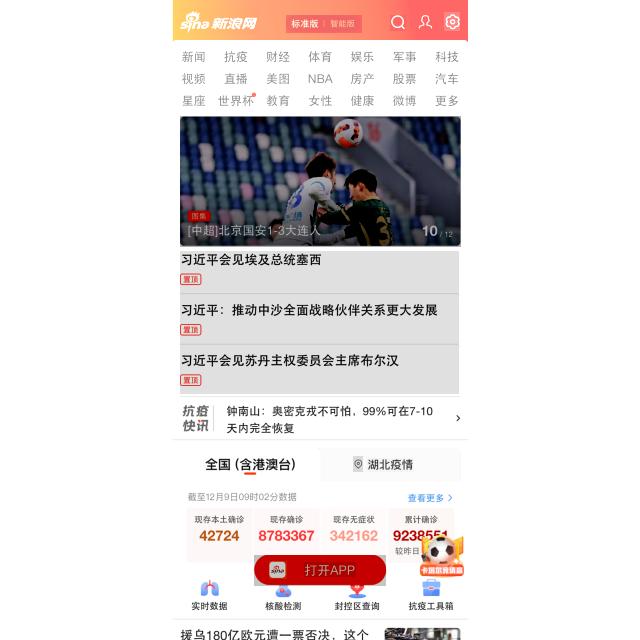 sina 新浪网
标准版 | 智能版
新闻 抗疫 财经 体育 娱乐 军事 科技
视频 直播 美图 NBA 房产 股票 汽车
星座 世界杯 教育 女性 健康 微博 更多
图集
[中超]北京国安1-3大连人
10 / 12
习近平会见埃及总统塞西
置顶
习近平：推动中沙全面战略伙伴关系更大发展
置顶
习近平会见苏丹主权委员会主席布尔汉
置顶
抗疫
快讯
钟南山：奥密克戎不可怕，99%可在7-10
天内完全恢复
全国 (含港澳台)
湖北疫情
截至12月9日09时02分数据
查看更多
现存本土确诊 现存确诊 现存无症状 累计确诊
42724 8783367 342162 9238551
较昨日
卡塔尔竞猜赢
sina 打开APP
实时数据 核酸检测 封控区查询 抗疫工具箱
援乌180亿欧元遭一票否决，这个